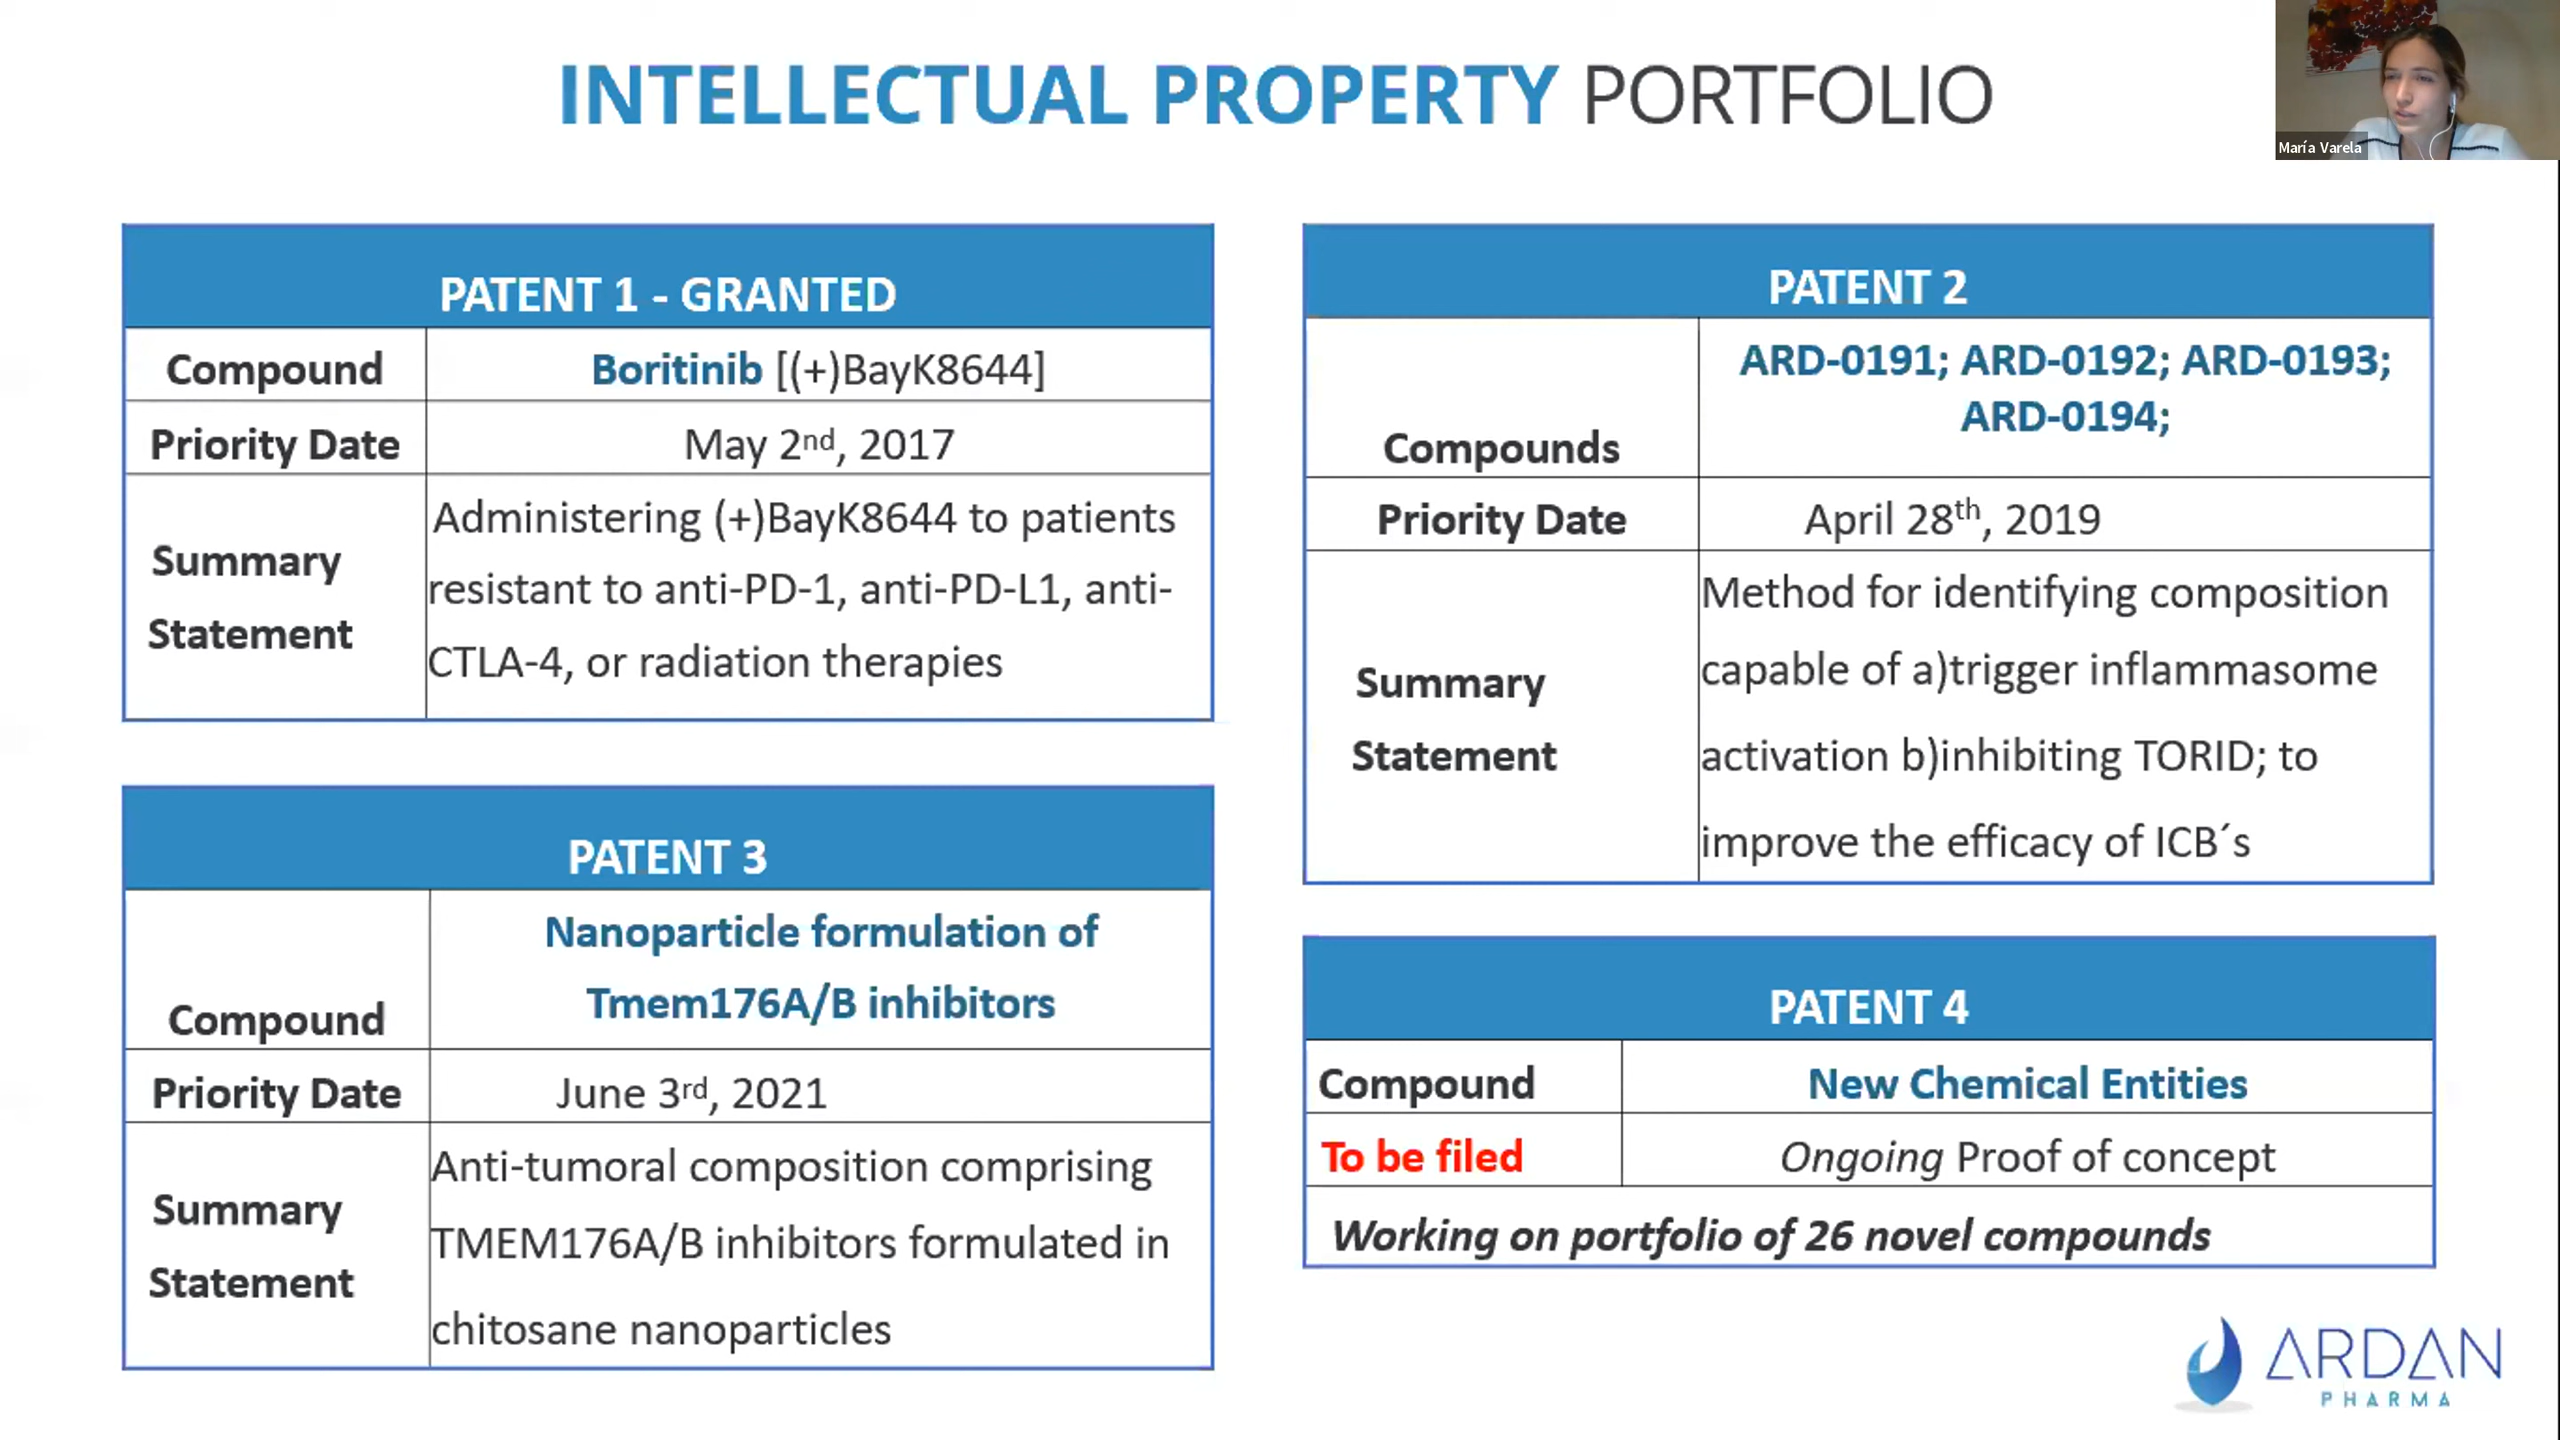 INTELLECTUAL PROPERTY PORTFOLIO
María Varela
PATENT 1 - GRANTED
Compound
Boritinib [(+)BayK8644]
Priority Date
May 2nd, 2017
Summary
Statement
Administering (+)BayK8644 to patients
resistant to anti-PD-1, anti-PD-L1, anti-
CTLA-4, or radiation therapies
PATENT 2
Compounds
ARD-0191; ARD-0192; ARD-0193;
ARD-0194;
Priority Date
April 28th, 2019
Summary
Statement
Method for identifying composition
capable of a)trigger inflammasome
activation b)inhibiting TORID; to
improve the efficacy of ICB´s
PATENT 3
Compound
Nanoparticle formulation of
Tmem176A/B inhibitors
Priority Date
June 3rd, 2021
Summary
Statement
Anti-tumoral composition comprising
TMEM176A/B inhibitors formulated in
chitosane nanoparticles
PATENT 4
Compound
New Chemical Entities
To be filed
Ongoing Proof of concept
Working on portfolio of 26 novel compounds
ARDAN
PHARMA